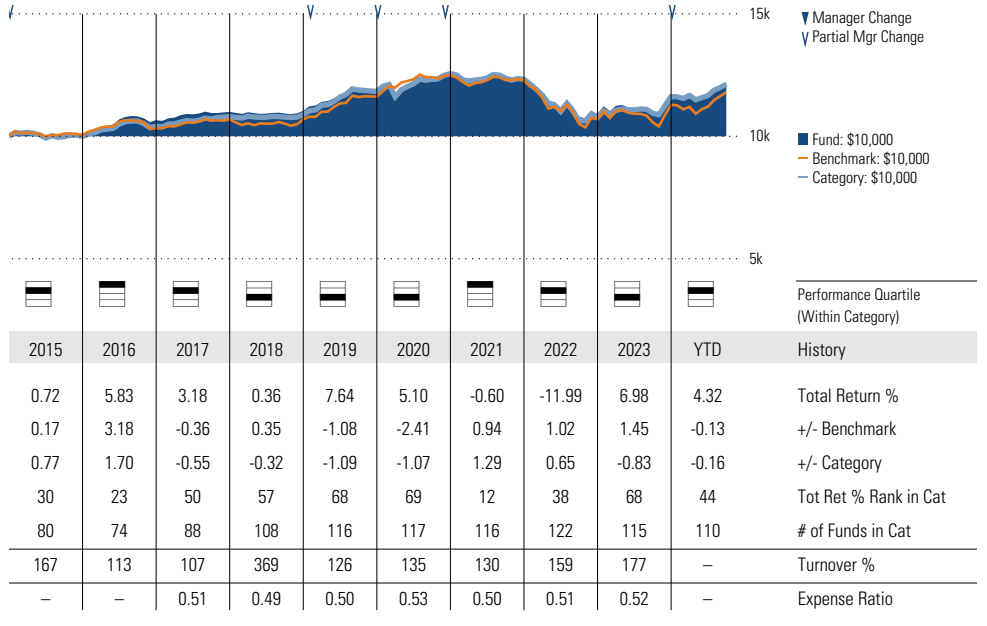 15k
10k
5k
Manager Change
Partial Mgr Change
Fund: $10,000
Benchmark: $10,000
Category: $10,000
Performance Quartile
(Within Category)
2015 2016 2017 2018 2019 2020 2021 2022 2023 YTD History
0.72 5.83 3.18 0.36 7.64 5.10 -0.60 -11.99 6.98 4.32 Total Return %
0.17 3.18 -0.36 0.35 -1.08 -2.41 0.94 1.02 1.45 -0.13 +/- Benchmark
0.77 1.70 -0.55 -0.32 -1.09 -1.07 1.29 0.65 -0.83 -0.16 +/- Category
30 23 50 57 68 69 12 38 68 44 Tot Ret % Rank in Cat
80 74 88 108 116 117 116 122 115 110 # of Funds in Cat
167 113 107 369 126 135 130 159 177 – Turnover %
– – 0.51 0.49 0.50 0.53 0.50 0.51 0.52 – Expense Ratio